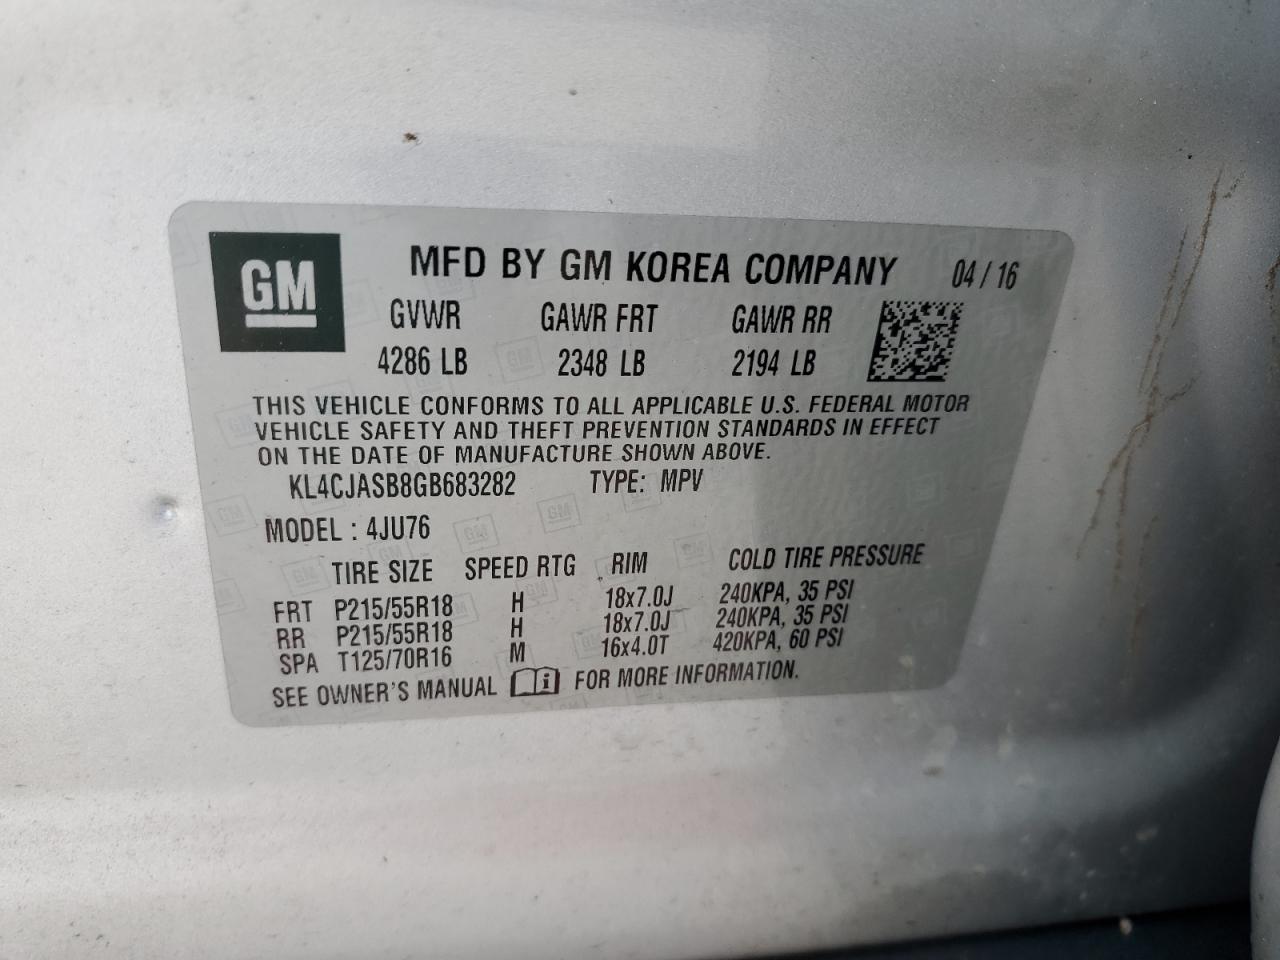 GM
MFD BY GM KOREA COMPANY 04 / 16
GVWR GAWR FRT GAWR RR
4286 LB 2348 LB 2194 LB
THIS VEHICLE CONFORMS TO ALL APPLICABLE U.S. FEDERAL MOTOR
VEHICLE SAFETY AND THEFT PREVENTION STANDARDS IN EFFECT
ON THE DATE OF MANUFACTURE SHOWN ABOVE.
KL4CJASB8GB683282 TYPE: MPV
MODEL : 4JU76
TIRE SIZE SPEED RTG RIM COLD TIRE PRESSURE
FRT P215/55R18 H 18x7.0J 240KPA, 35 PSI
RR P215/55R18 H 18x7.0J 240KPA, 35 PSI
SPA T125/70R16 M 16x4.0T 420KPA, 60 PSI
SEE OWNER'S MANUAL i FOR MORE INFORMATION.